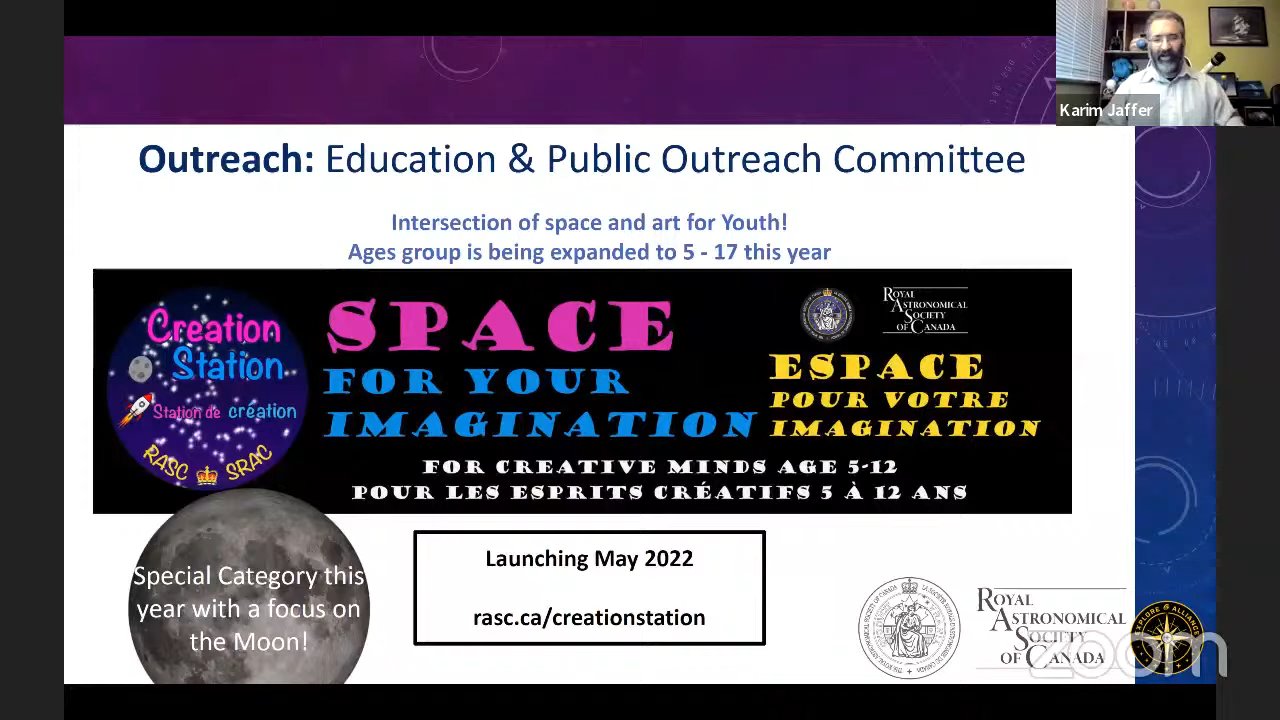 Karim Jaffer
Outreach: Education & Public Outreach Committee
Intersection of space and art for Youth!
Ages group is being expanded to 5 - 17 this year
Creation
Station
Station de création
RASC SRAC
SPACE
FOR YOUR
IMAGINATION
ROYAL
ASTRONOMICAL
SOCIETY
OF CANADA
ESPACE
POUR VOTRE
IMAGINATION
FOR CREATIVE MINDS AGE 5-12
POUR LES ESPRITS CRÉATIFS 5 À 12 ANS
Special Category this
year with a focus on
the Moon!
Launching May 2022
rasc.ca/creationstation
ROYAL
ASTRONOMICAL
SOCIETY
OF CANADA
EXPLORE ALLIANCE
zoom